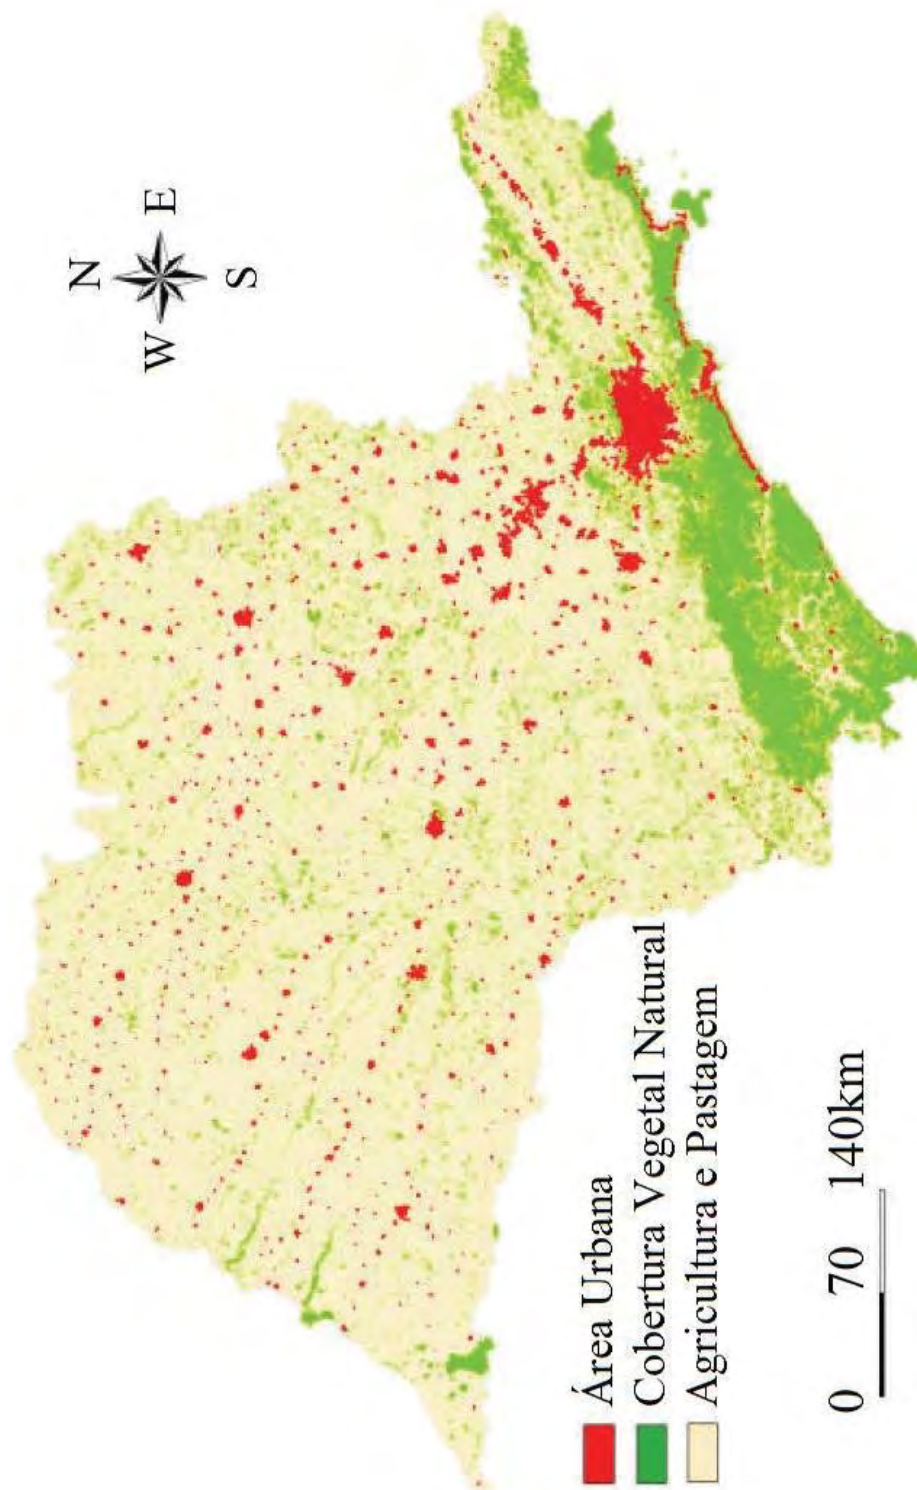 N
W E
S
Área Urbana
Cobertura Vegetal Natural
Agricultura e Pastagem
0 70 140km